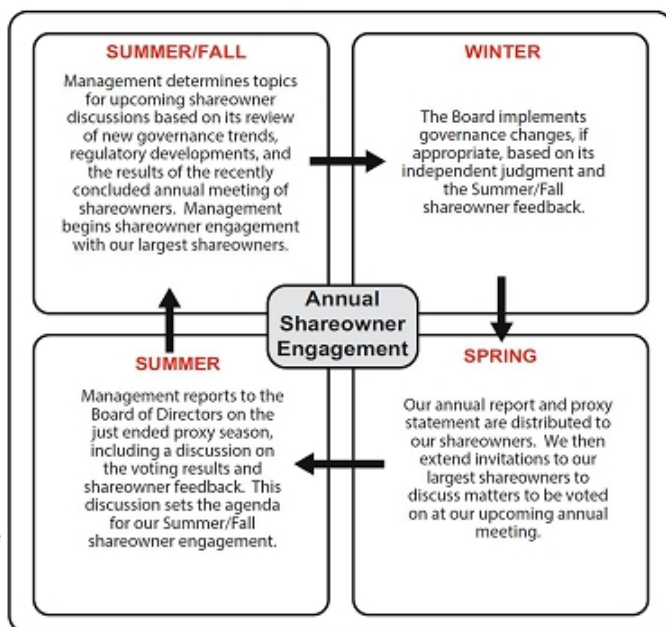 SUMMER/FALL
Management determines topics
for upcoming shareowner
discussions based on its review
of new governance trends,
regulatory developments, and
the results of the recently
concluded annual meeting of
shareowners. Management
begins shareowner engagement
with our largest shareowners.
WINTER
The Board implements
governance changes, if
appropriate, based on its
independent judgment and
the Summer/Fall
shareowner feedback.
Annual
Shareowner
Engagement
SUMMER
Management reports to the
Board of Directors on the
just ended proxy season,
including a discussion on
the voting results and
shareowner feedback. This
discussion sets the agenda
for our Summer/Fall
shareowner engagement.
SPRING
Our annual report and proxy
statement are distributed to
our shareowners. We then
extend invitations to our
largest shareowners to
discuss matters to be voted
on at our upcoming annual
meeting.